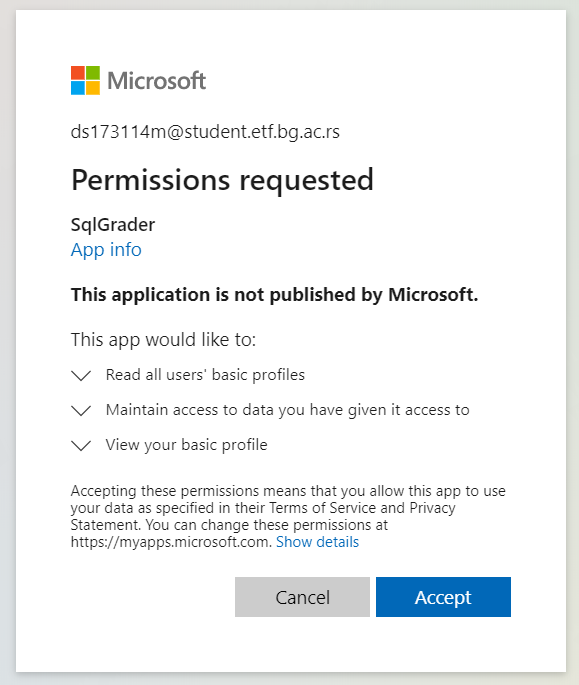 Microsoft
ds173114m@student.etf.bg.ac.rs
Permissions requested
SqlGrader
App info
This application is not published by Microsoft.
This app would like to:
Read all users' basic profiles
Maintain access to data you have given it access to
View your basic profile
Accepting these permissions means that you allow this app to use
your data as specified in their Terms of Service and Privacy
Statement. You can change these permissions at
https://myapps.microsoft.com. Show details
Cancel
Accept